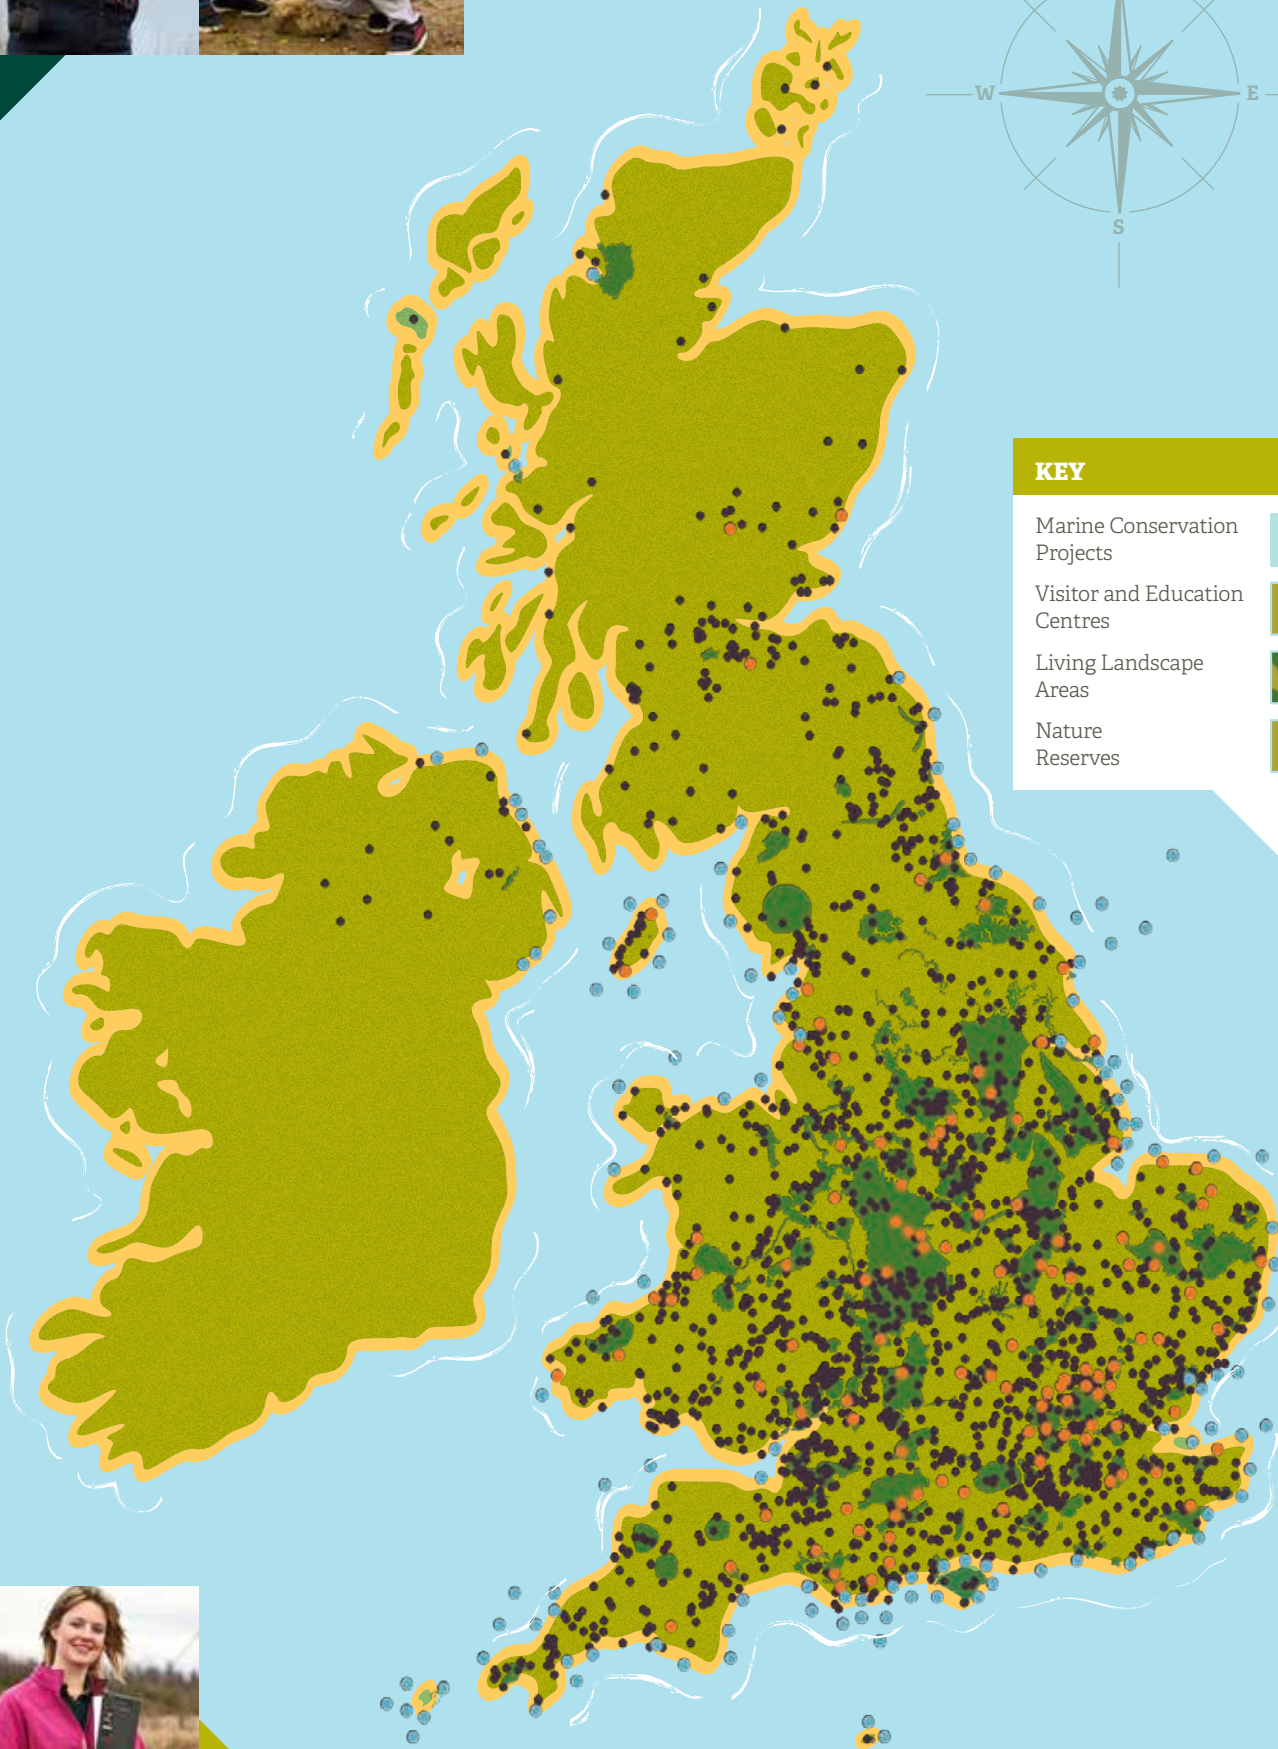 W
E
S
KEY
Marine Conservation
Projects
Visitor and Education
Centres
Living Landscape
Areas
Nature
Reserves